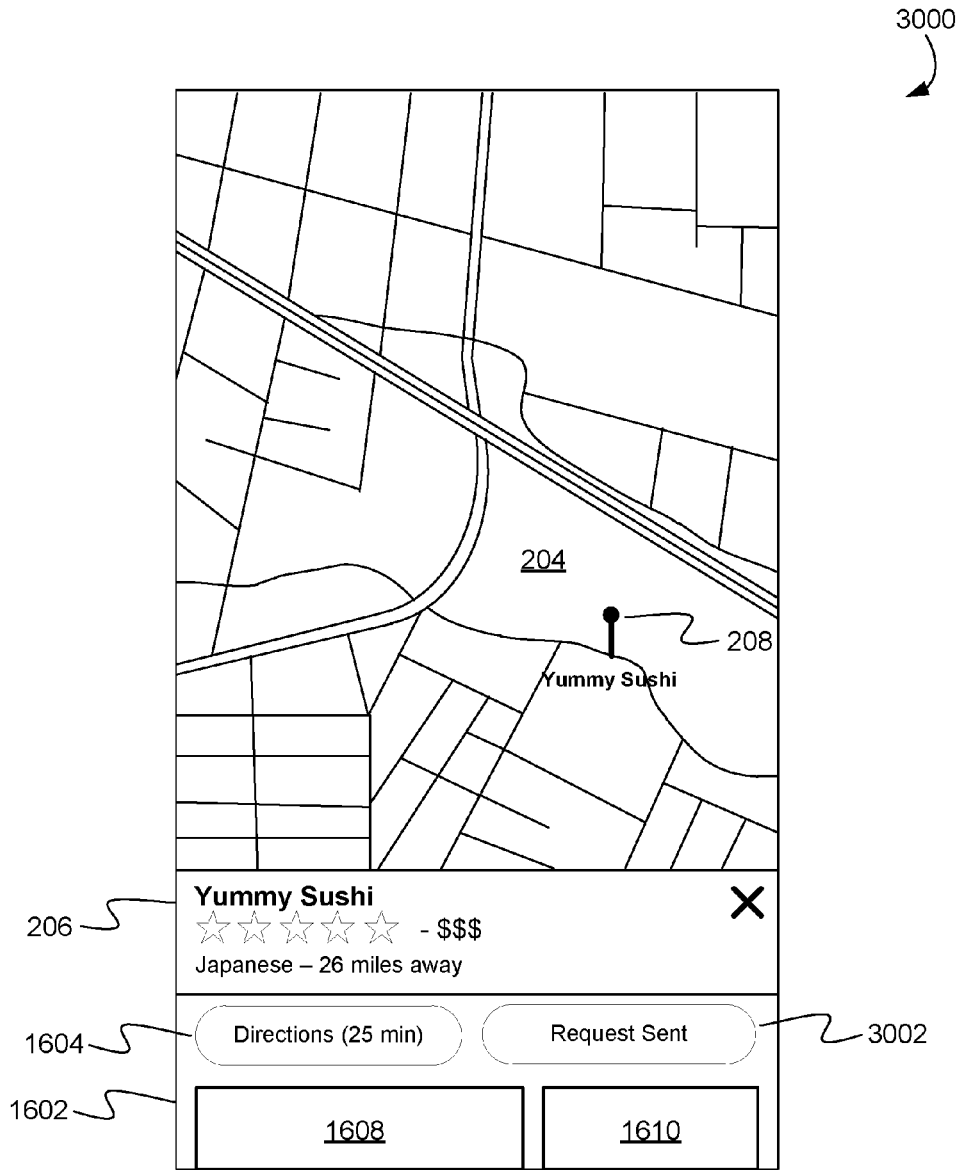 3000
204
208
Yummy Sushi
206
Yummy Sushi
- $$$
Japanese – 26 miles away
1604
Directions (25 min)
Request Sent
3002
1602
1608
1610